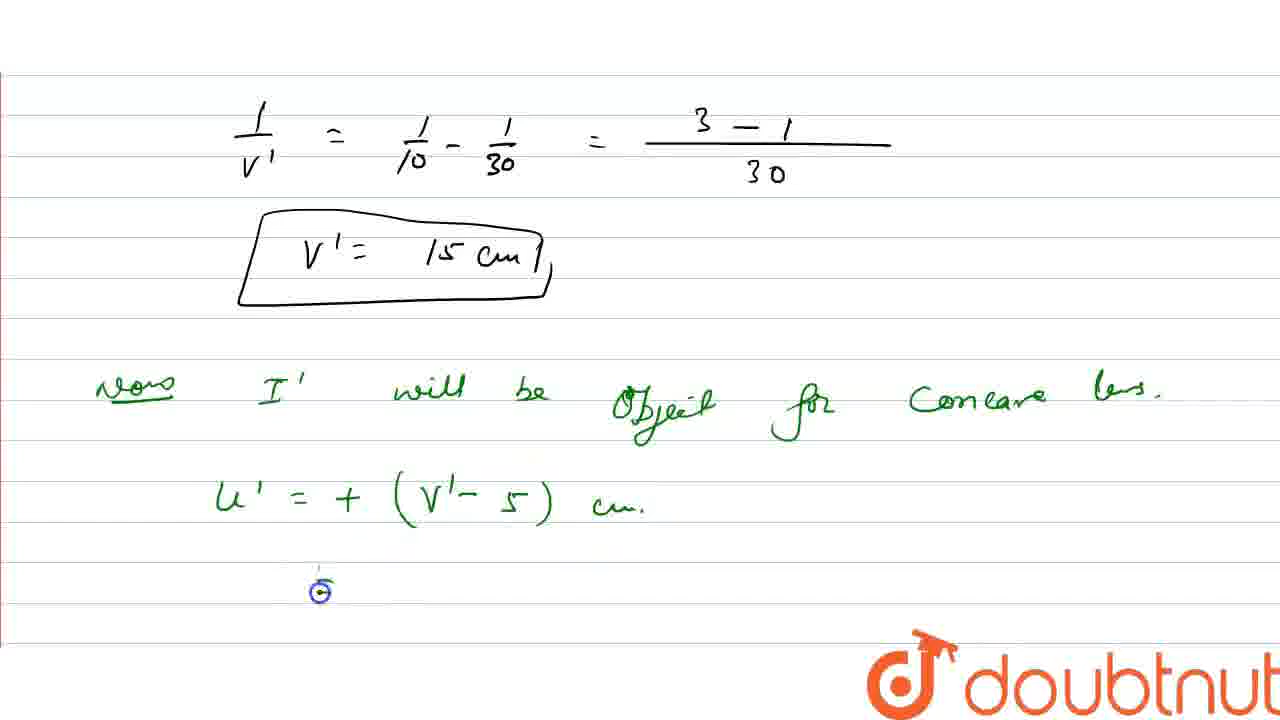 1/v' = 1/10 - 1/30 = (3 - 1)/30
v' = 15 cm
Now I' will be Object for Concave lens.
u' = + (v' - 5) cm.
doubtnut